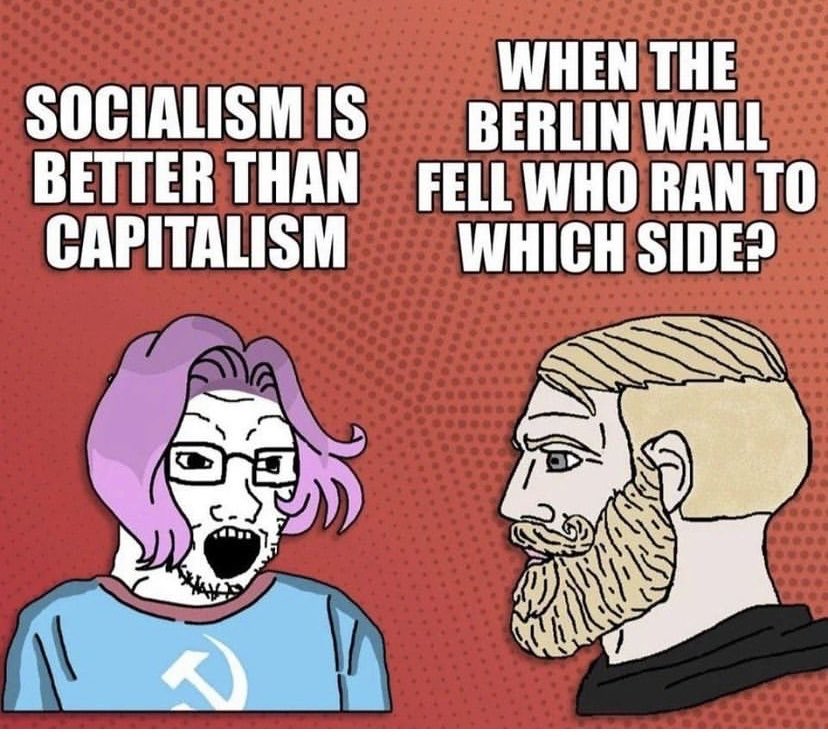 SOCIALISM IS
BETTER THAN
CAPITALISM
WHEN THE
BERLIN WALL
FELL WHO RAN TO
WHICH SIDE?